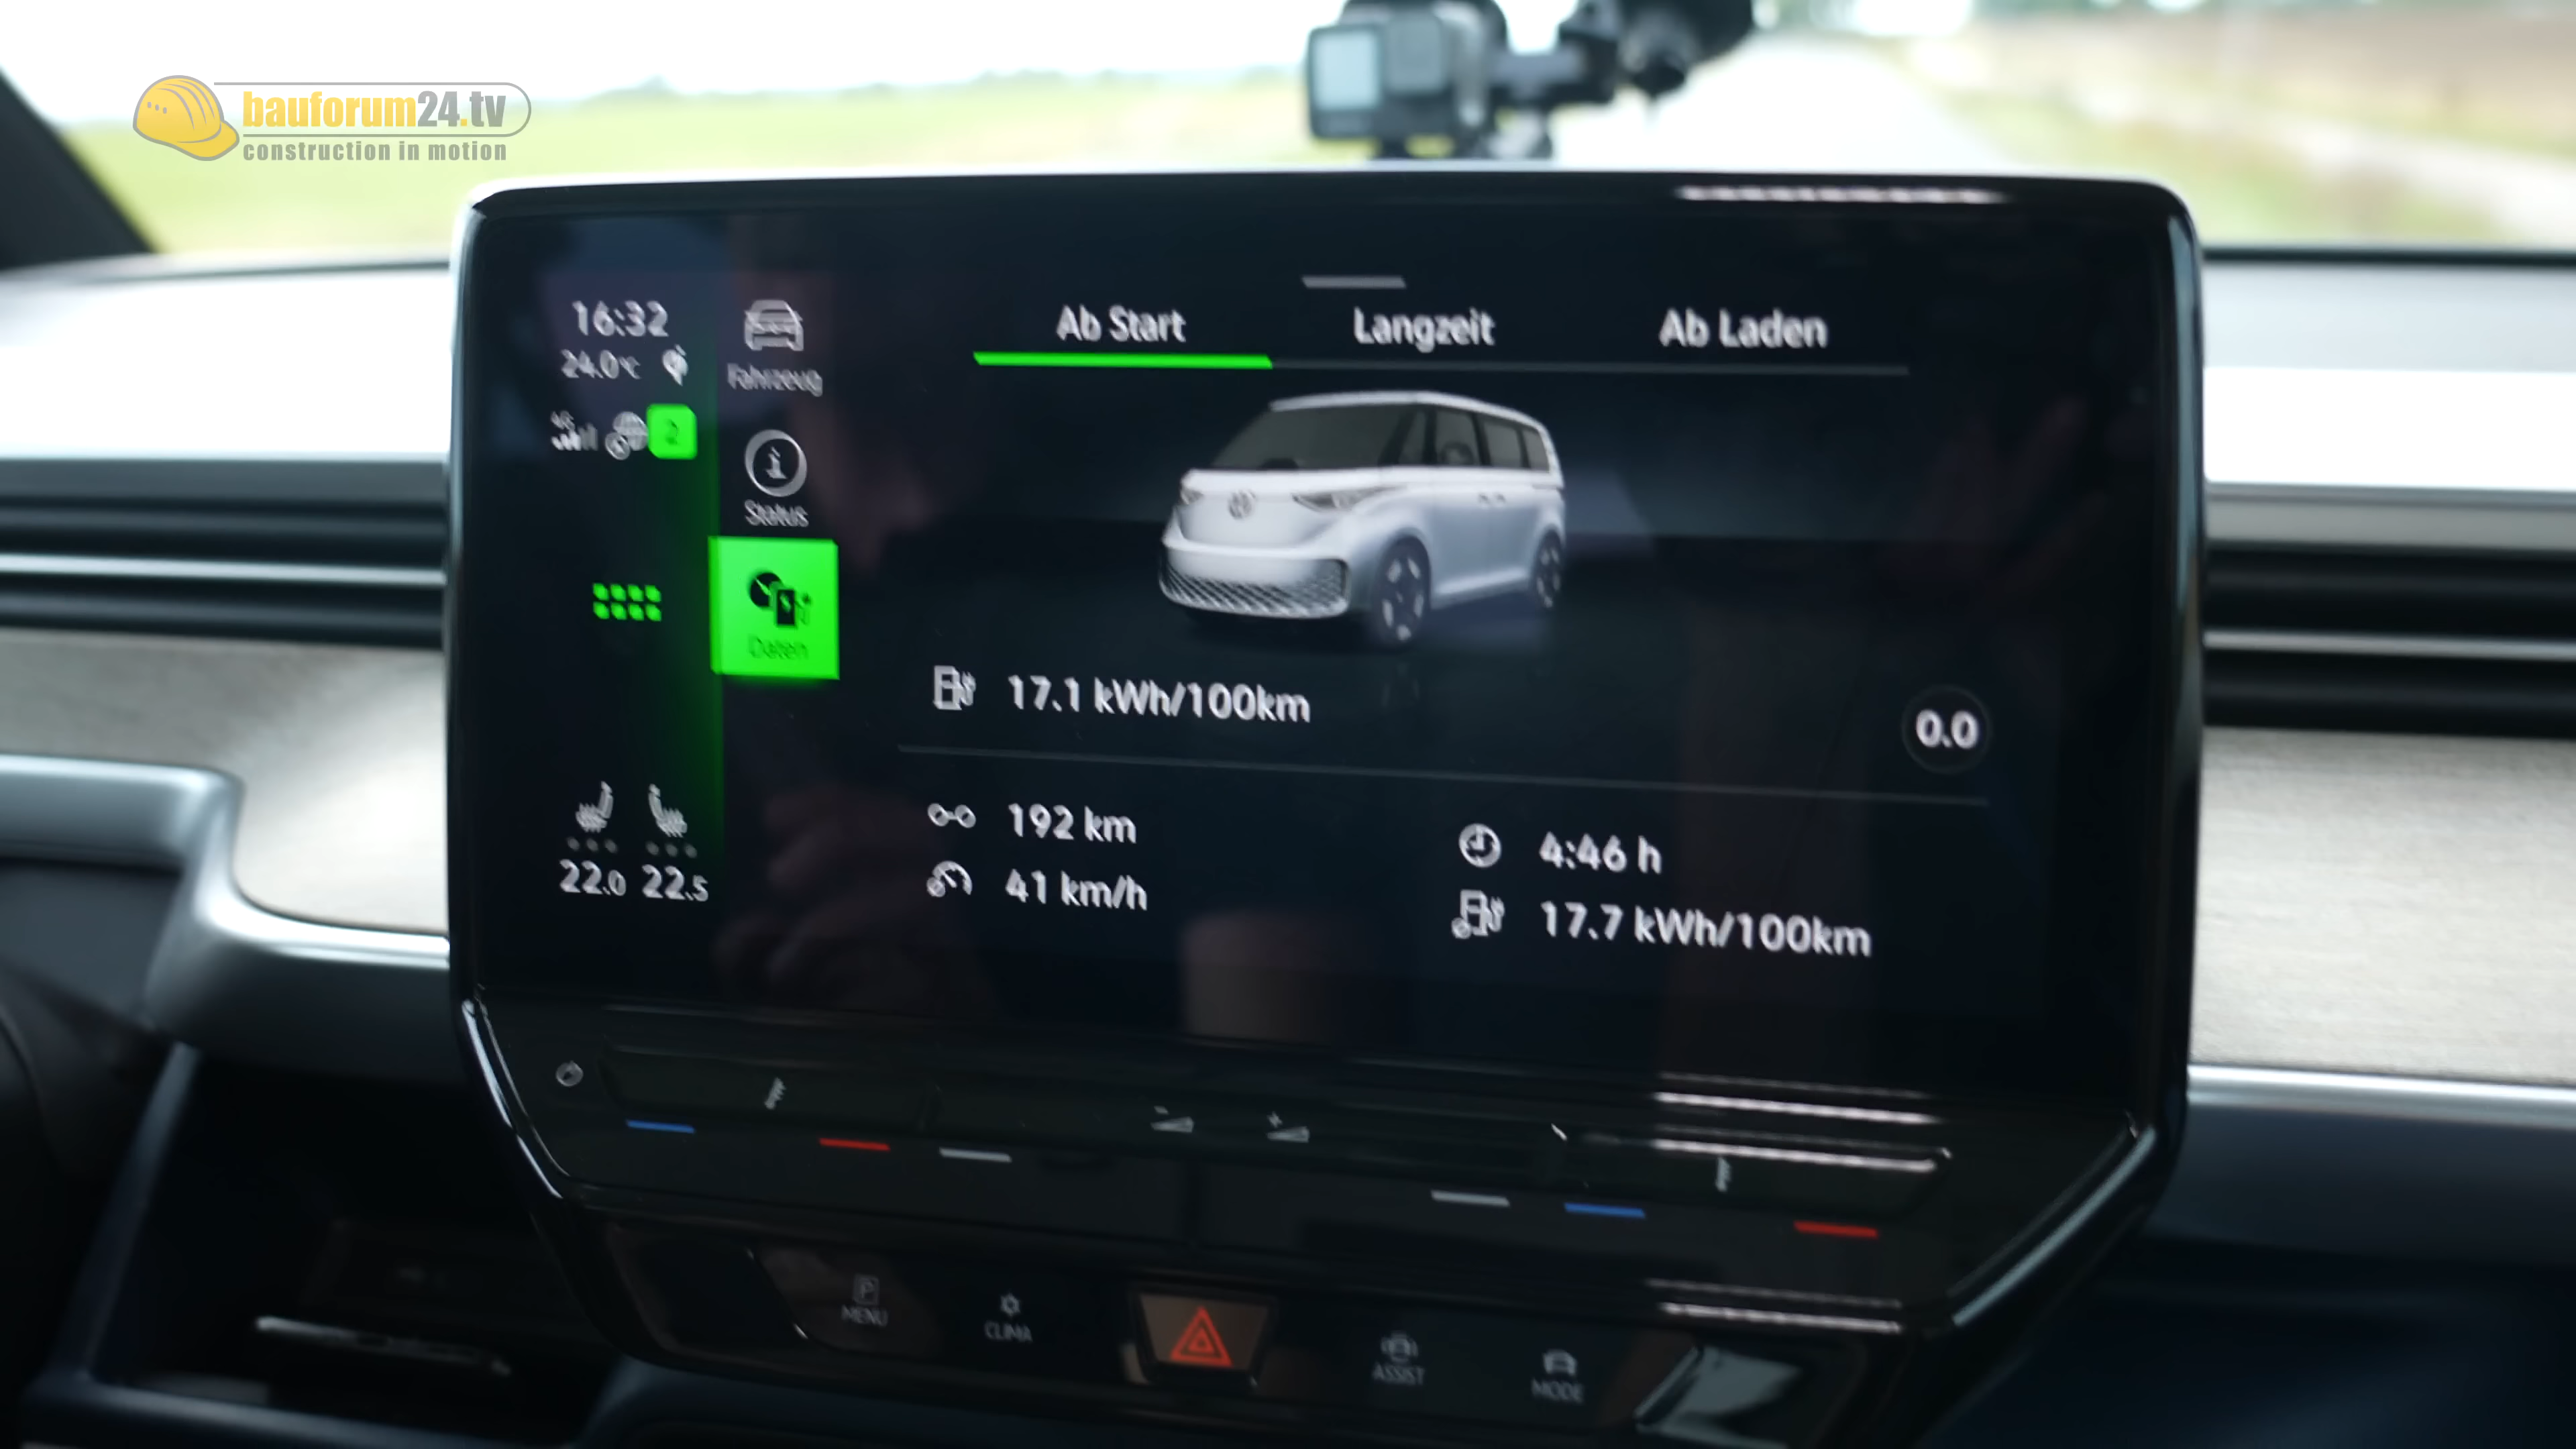 bauforum24.tv
construction in motion
16:32
24.0°C
2
Fahrzeug
Status
Daten
22.0 22.5
Ab Start Langzeit Ab Laden
17.1 kWh/100km
0.0
192 km
4:46 h
41 km/h
17.7 kWh/100km
P
MENU
CLIMA
ASSIST
MODE